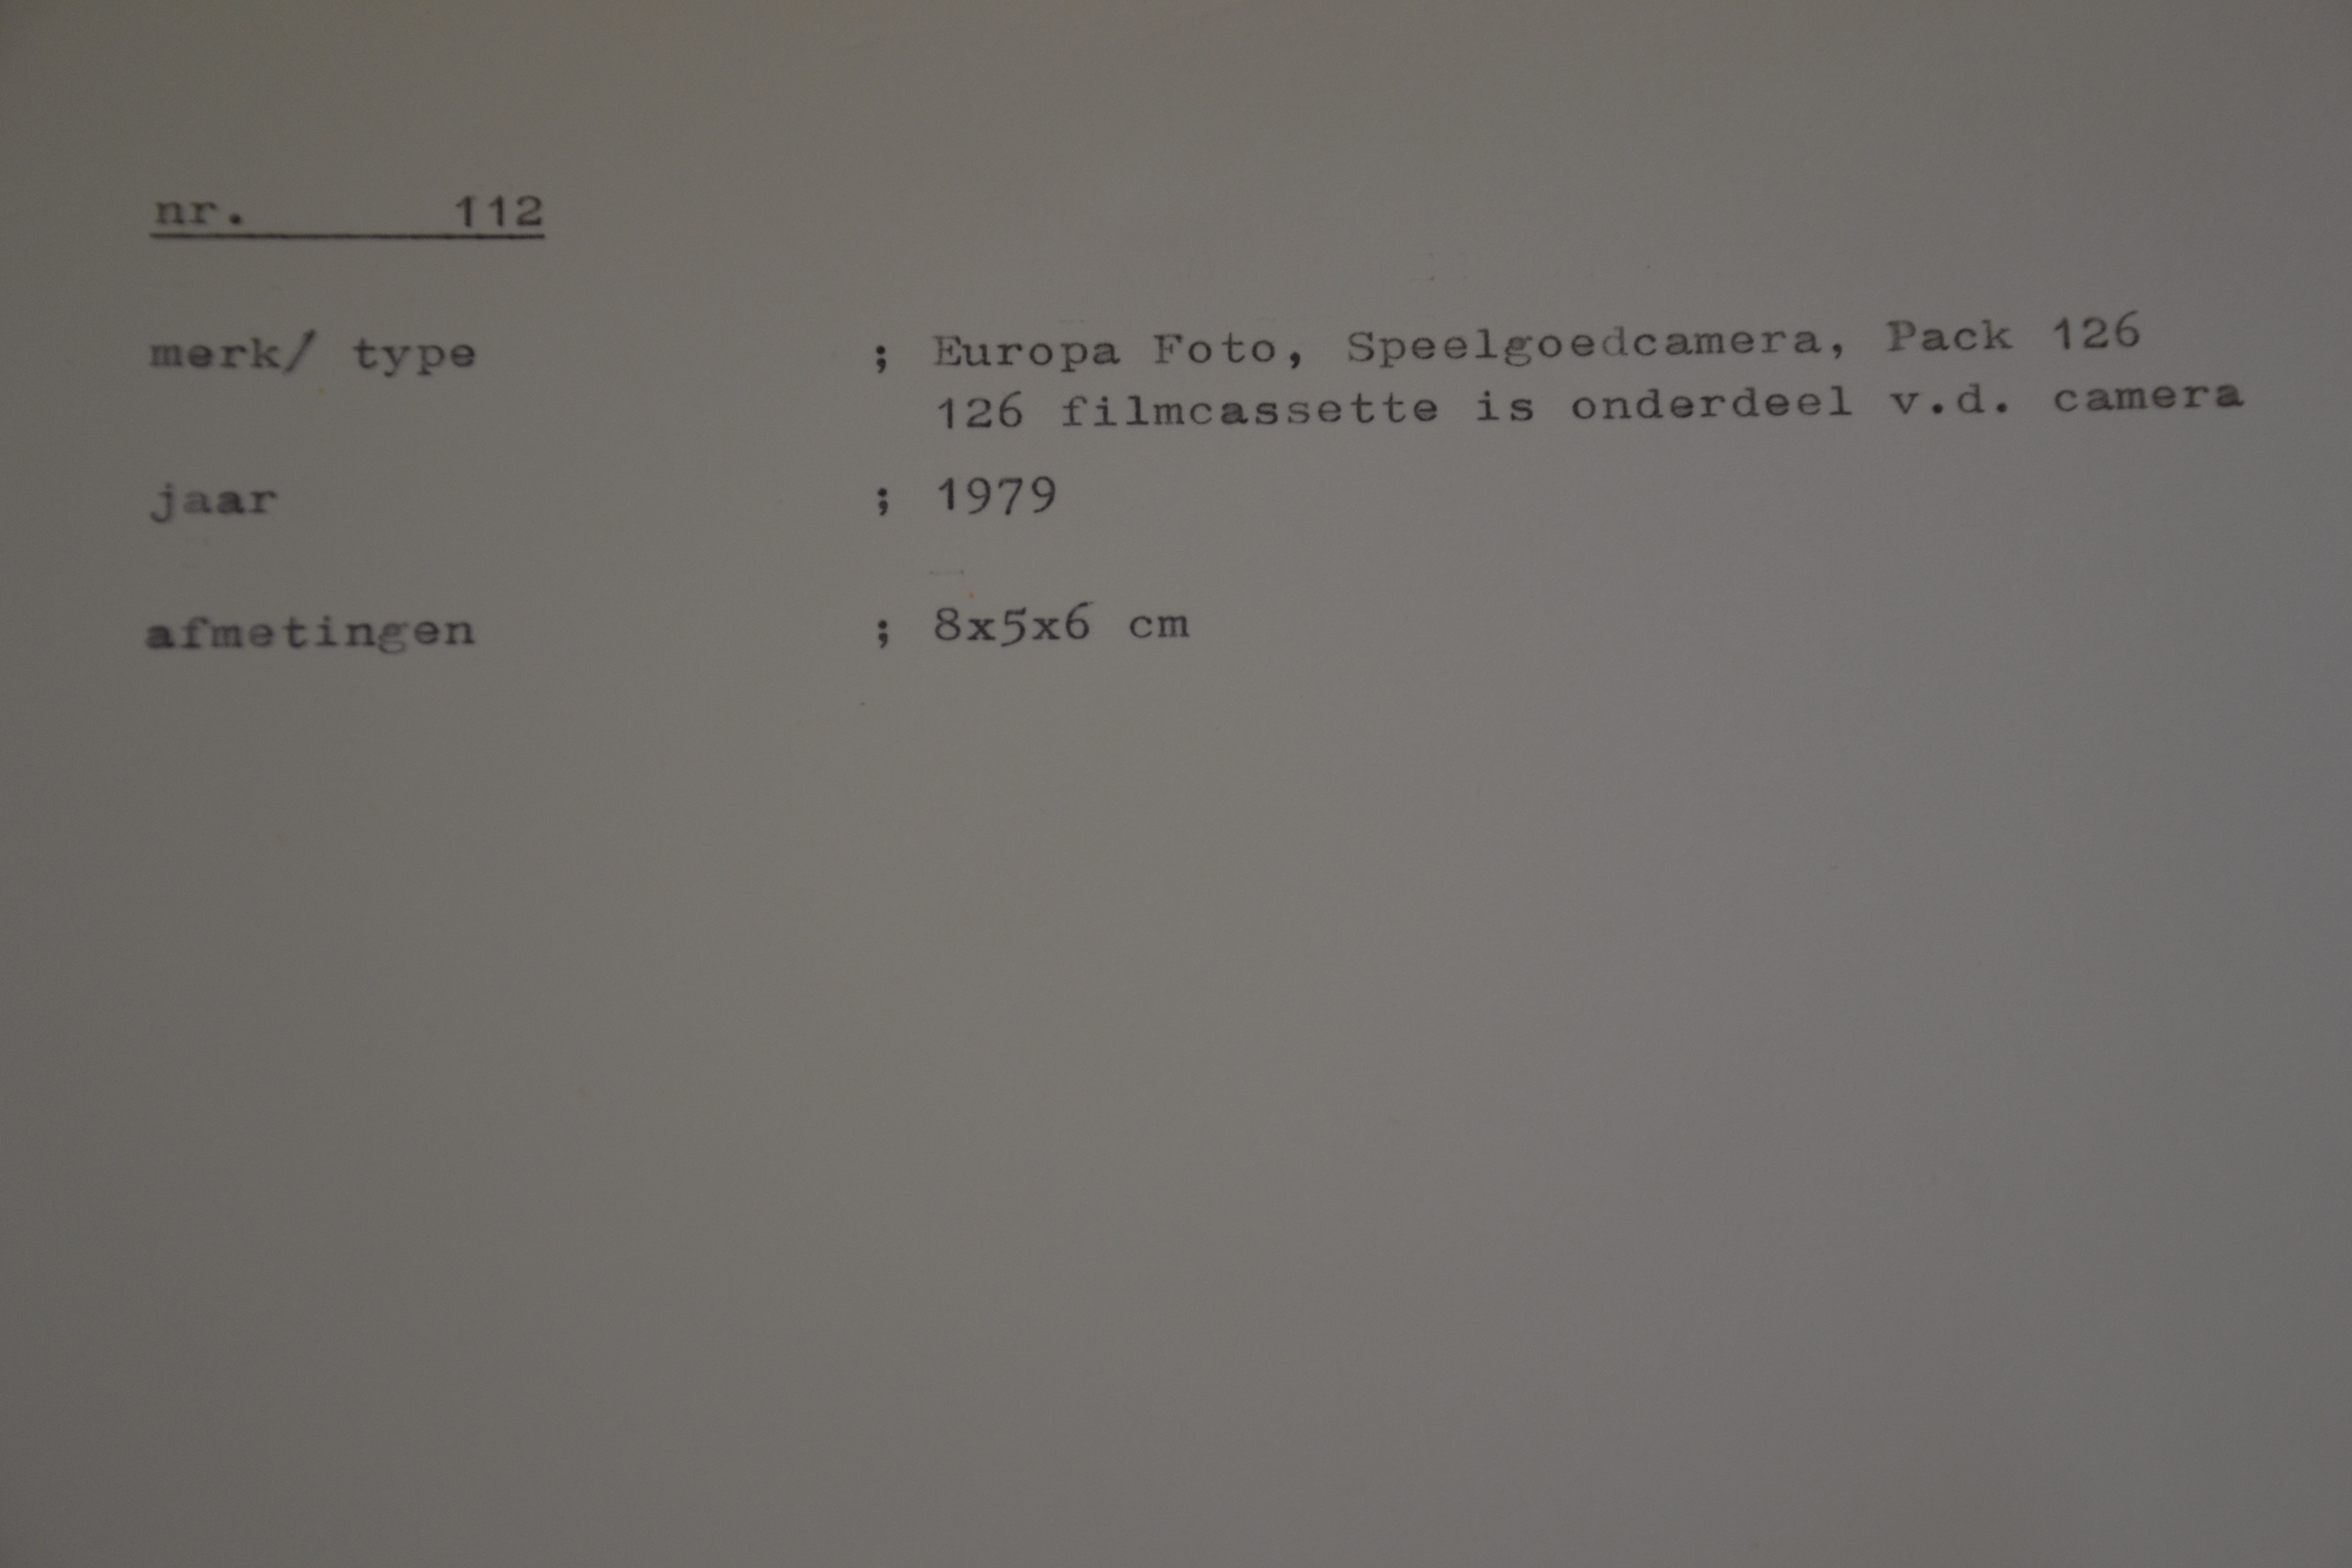 nr. 112
merk/ type ; Europa Foto, Speelgoedcamera, Pack 126
126 filmcassette is onderdeel v.d. camera
jaar ; 1979
afmetingen ; 8x5x6 cm